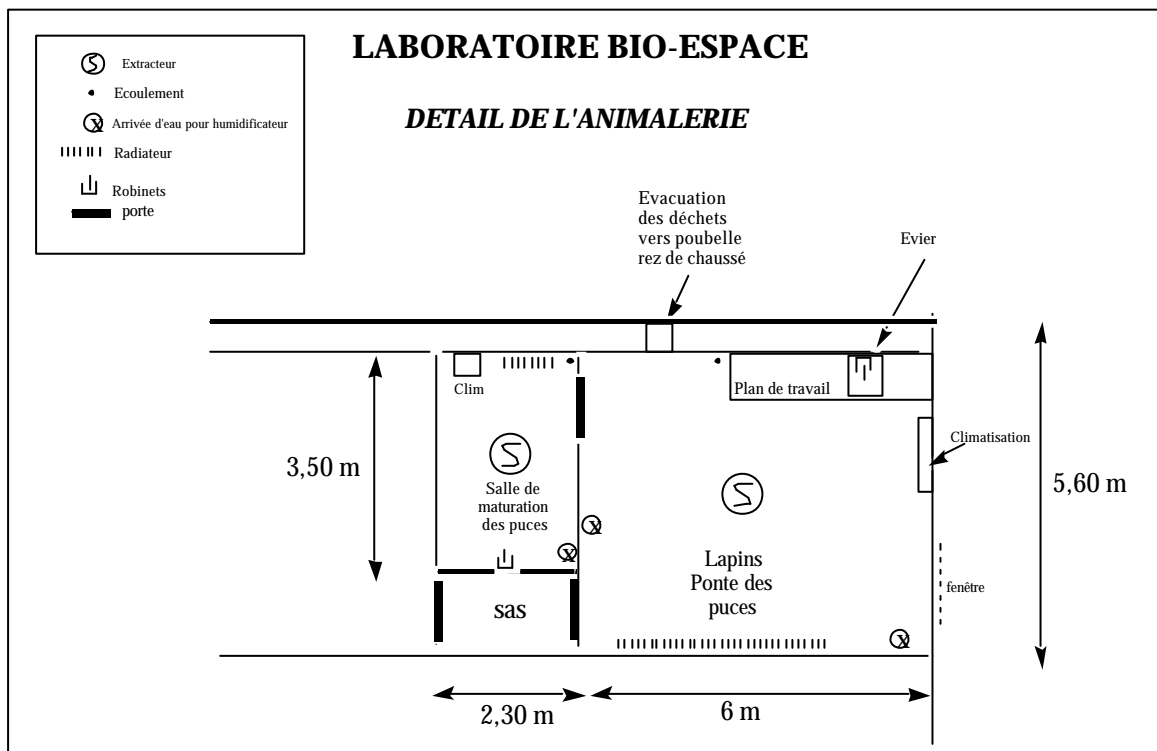 LABORATOIRE BIO-ESPACE
DETAIL DE L'ANIMALERIE
Extracteur
Ecoulement
Arrivée d'eau pour humidificateur
Radiateur
Robinets
porte
Evacuation
des déchets
vers poubelle
rez de chaussé
Evier
Clim
Plan de travail
Climatisation
3,50 m
5,60 m
Salle de
maturation
des puces
X
X
Lapins
Ponte des
puces
fenêtre
sas
X
2,30 m
6 m